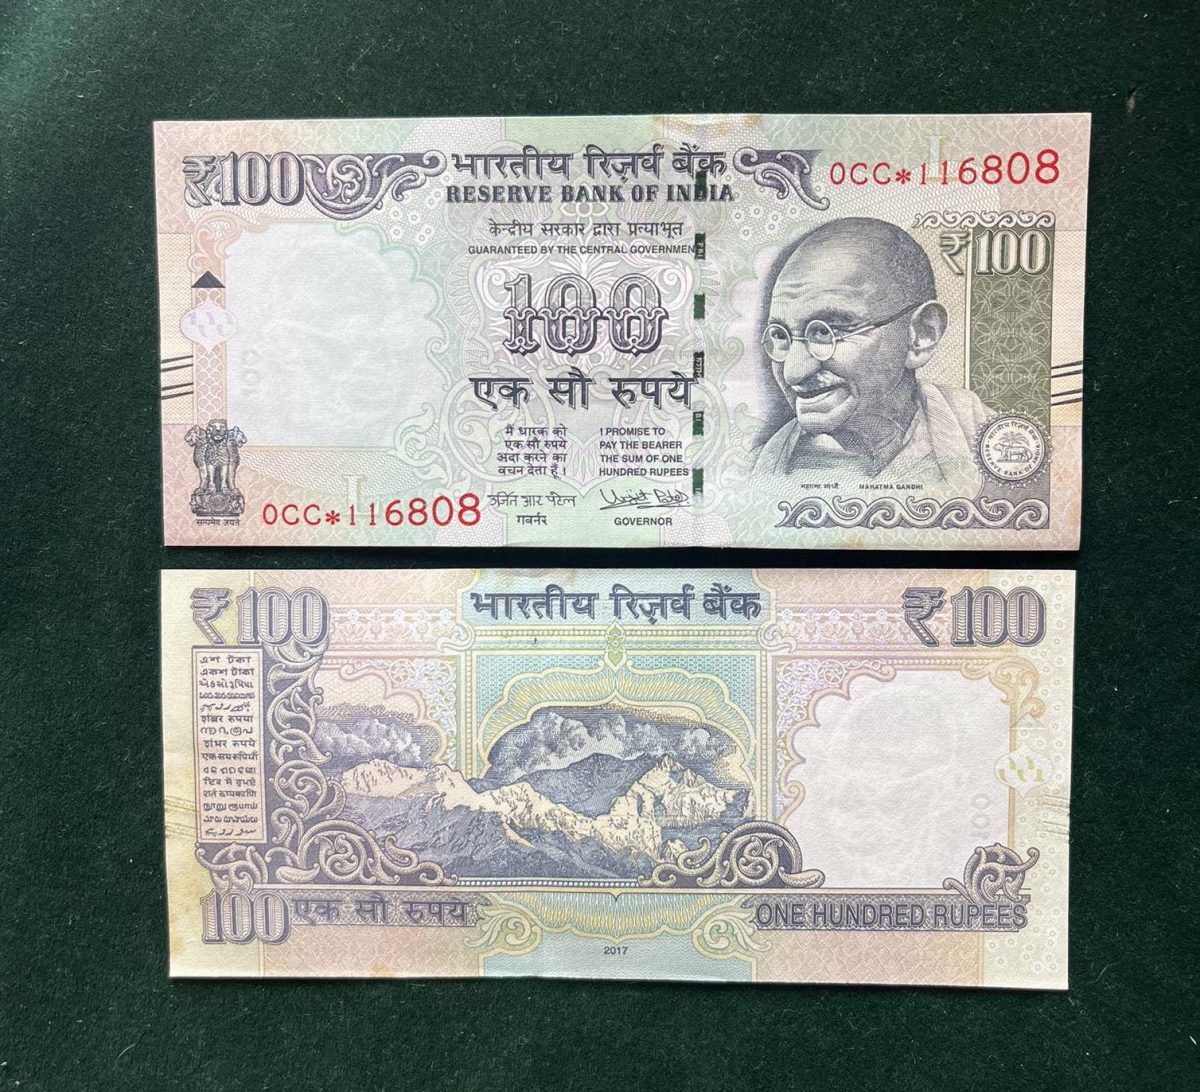 ₹100
भारतीय रिज़र्व बैंक
RESERVE BANK OF INDIA
0CC*116808
केन्द्रीय सरकार द्वारा प्रत्याभूत
GUARANTEED BY THE CENTRAL GOVERNMENT
₹100
100
एक सौ रुपये
मैं धारक को
एक सौ रुपये
अदा करने का
वचन देता हूँ।
I PROMISE TO
PAY THE BEARER
THE SUM OF ONE
HUNDRED RUPEES
उर्जित आर पटेल
गवर्नर
GOVERNOR
सत्यमेव जयते
0CC*116808
महात्मा गांधी MAHATMA GANDHI
भारतीय रिज़र्व बैंक
RESERVE BANK OF INDIA
₹100
भारतीय रिज़र्व बैंक
₹100
100
एक सौ रुपये
ONE HUNDRED RUPEES
2017